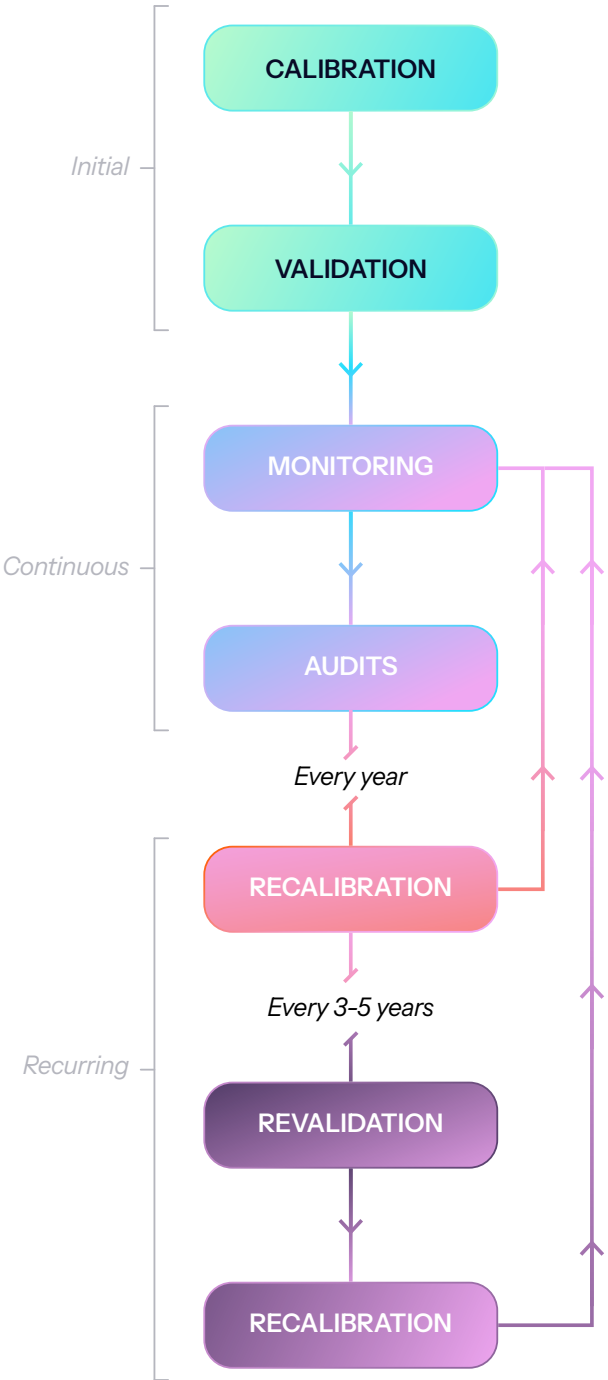 CALIBRATION
Initial
VALIDATION
MONITORING
Continuous
AUDITS
Every year
RECALIBRATION
Every 3-5 years
Recurring
REVALIDATION
RECALIBRATION